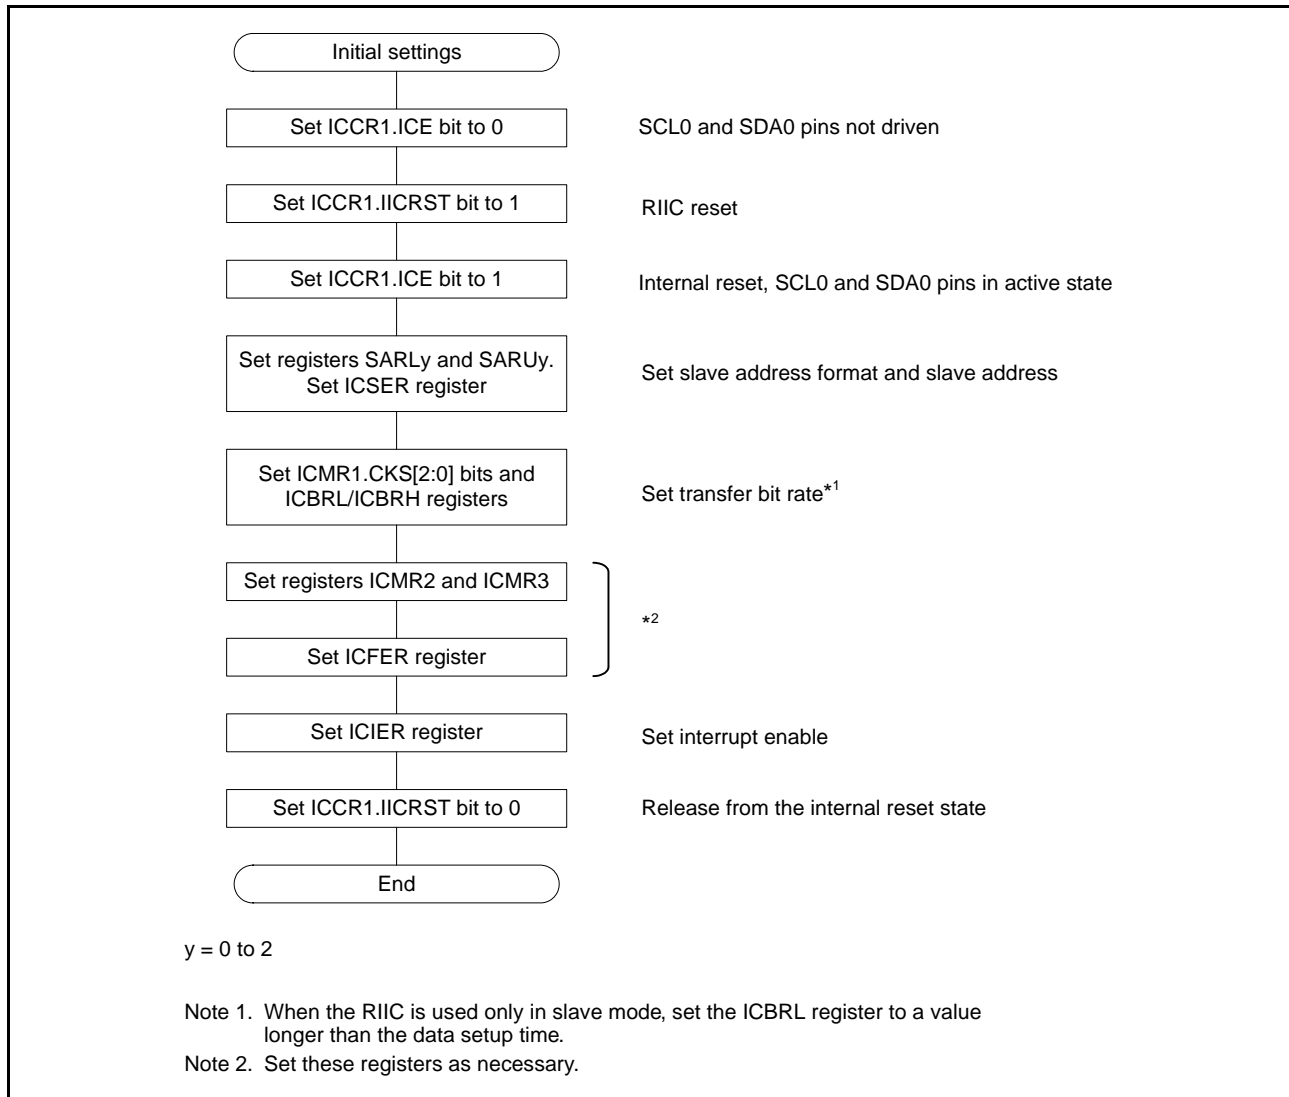 Initial settings
Set ICCR1.ICE bit to 0
SCL0 and SDA0 pins not driven
Set ICCR1.IICRST bit to 1
RIIC reset
Set ICCR1.ICE bit to 1
Internal reset, SCL0 and SDA0 pins in active state
Set registers SARLy and SARUy.
Set ICSER register
Set slave address format and slave address
Set ICMR1.CKS[2:0] bits and
ICBRL/ICBRH registers
Set transfer bit rate*1
Set registers ICMR2 and ICMR3
*2
Set ICFER register
Set ICIER register
Set interrupt enable
Set ICCR1.IICRST bit to 0
Release from the internal reset state
End
y = 0 to 2
Note 1. When the RIIC is used only in slave mode, set the ICBRL register to a value
longer than the data setup time.
Note 2. Set these registers as necessary.